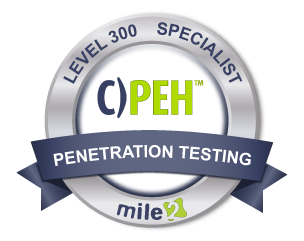 LEVEL 300 SPECIALIST
C)PEH™
PENETRATION TESTING
mile2